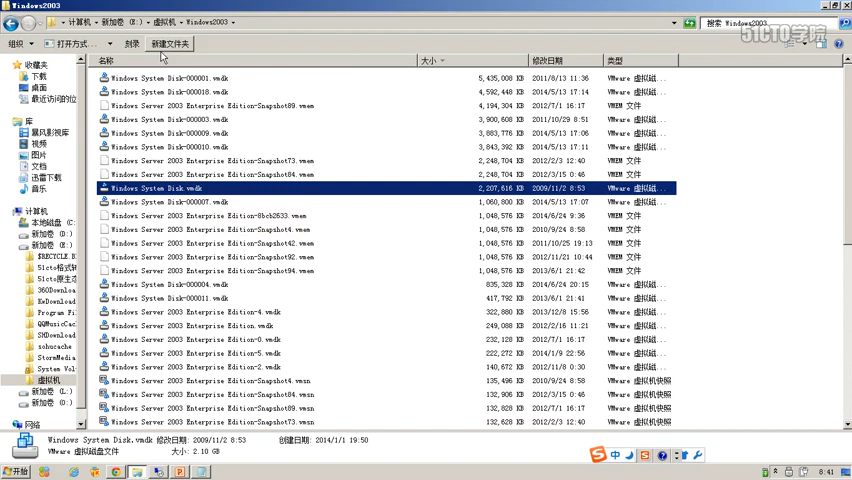 Windows2003
计算机 ▸ 新加卷 (E:) ▸ 虚拟机 ▸ Windows2003
搜索 Windows2003
51CTO学院
组织 打开方式... 刻录 新建文件夹
名称 大小 修改日期 类型
收藏夹
下载
桌面
最近访问的位
库
暴风影视库
视频
图片
文档
迅雷下载
音乐
计算机
本地磁盘 (C:
新加卷 (D:)
新加卷 (E:)
$RECYCLE.B
51cto格式转
51cto原生态
360Download
KwDownload
Program Fi
QQMusicCac
SHDownload
sohucache
StormMedia
System Vol
虚拟机
新加卷 (L:)
新加卷 (O:)
网络
Windows System Disk-000001.vmdk 5,435,008 KB 2011/8/13 11:36 VMware 虚拟磁...
Windows System Disk-000018.vmdk 4,592,448 KB 2014/5/13 17:14 VMware 虚拟磁...
Windows Server 2003 Enterprise Edition-Snapshot89.vmem 4,194,304 KB 2012/7/1 16:17 VMEM 文件
Windows System Disk-000003.vmdk 3,900,608 KB 2011/10/29 8:51 VMware 虚拟磁...
Windows System Disk-000009.vmdk 3,883,776 KB 2014/5/13 17:06 VMware 虚拟磁...
Windows System Disk-000010.vmdk 3,843,392 KB 2014/5/13 17:11 VMware 虚拟磁...
Windows Server 2003 Enterprise Edition-Snapshot73.vmem 2,248,704 KB 2012/2/3 12:40 VMEM 文件
Windows Server 2003 Enterprise Edition-Snapshot84.vmem 2,248,704 KB 2012/3/15 0:46 VMEM 文件
Windows System Disk.vmdk 2,207,616 KB 2009/11/2 8:53 VMware 虚拟磁...
Windows System Disk-000007.vmdk 1,060,800 KB 2014/5/13 17:07 VMware 虚拟磁...
Windows Server 2003 Enterprise Edition-8bcb2633.vmem 1,048,576 KB 2014/6/24 9:36 VMEM 文件
Windows Server 2003 Enterprise Edition-Snapshot4.vmem 1,048,576 KB 2010/9/24 8:58 VMEM 文件
Windows Server 2003 Enterprise Edition-Snapshot42.vmem 1,048,576 KB 2011/10/25 19:13 VMEM 文件
Windows Server 2003 Enterprise Edition-Snapshot92.vmem 1,048,576 KB 2012/11/21 10:44 VMEM 文件
Windows Server 2003 Enterprise Edition-Snapshot94.vmem 1,048,576 KB 2013/6/1 21:42 VMEM 文件
Windows System Disk-000004.vmdk 835,328 KB 2014/6/24 20:15 VMware 虚拟磁...
Windows System Disk-000011.vmdk 417,792 KB 2013/6/1 21:41 VMware 虚拟磁...
Windows Server 2003 Enterprise Edition-4.vmdk 322,880 KB 2013/12/8 15:56 VMware 虚拟磁...
Windows Server 2003 Enterprise Edition.vmdk 249,088 KB 2012/2/16 11:21 VMware 虚拟磁...
Windows Server 2003 Enterprise Edition-0.vmdk 232,128 KB 2012/7/1 16:17 VMware 虚拟磁...
Windows Server 2003 Enterprise Edition-5.vmdk 222,272 KB 2014/1/9 22:56 VMware 虚拟磁...
Windows Server 2003 Enterprise Edition-2.vmdk 140,672 KB 2012/11/8 0:30 VMware 虚拟磁...
Windows Server 2003 Enterprise Edition-Snapshot4.vmsn 135,496 KB 2010/9/24 8:58 虚拟机快照
Windows Server 2003 Enterprise Edition-Snapshot84.vmsn 132,906 KB 2012/3/15 0:46 虚拟机快照
Windows Server 2003 Enterprise Edition-Snapshot89.vmsn 132,828 KB 2012/7/1 16:17 虚拟机快照
Windows Server 2003 Enterprise Edition-Snapshot73.vmsn 132,632 KB 2012/2/3 12:40 虚拟机快照
Windows System Disk.vmdk 修改日期: 2009/11/2 8:53 创建日期: 2014/1/1 19:50
VMware 虚拟磁盘文件 大小: 2.10 GB
中
开始 8:41